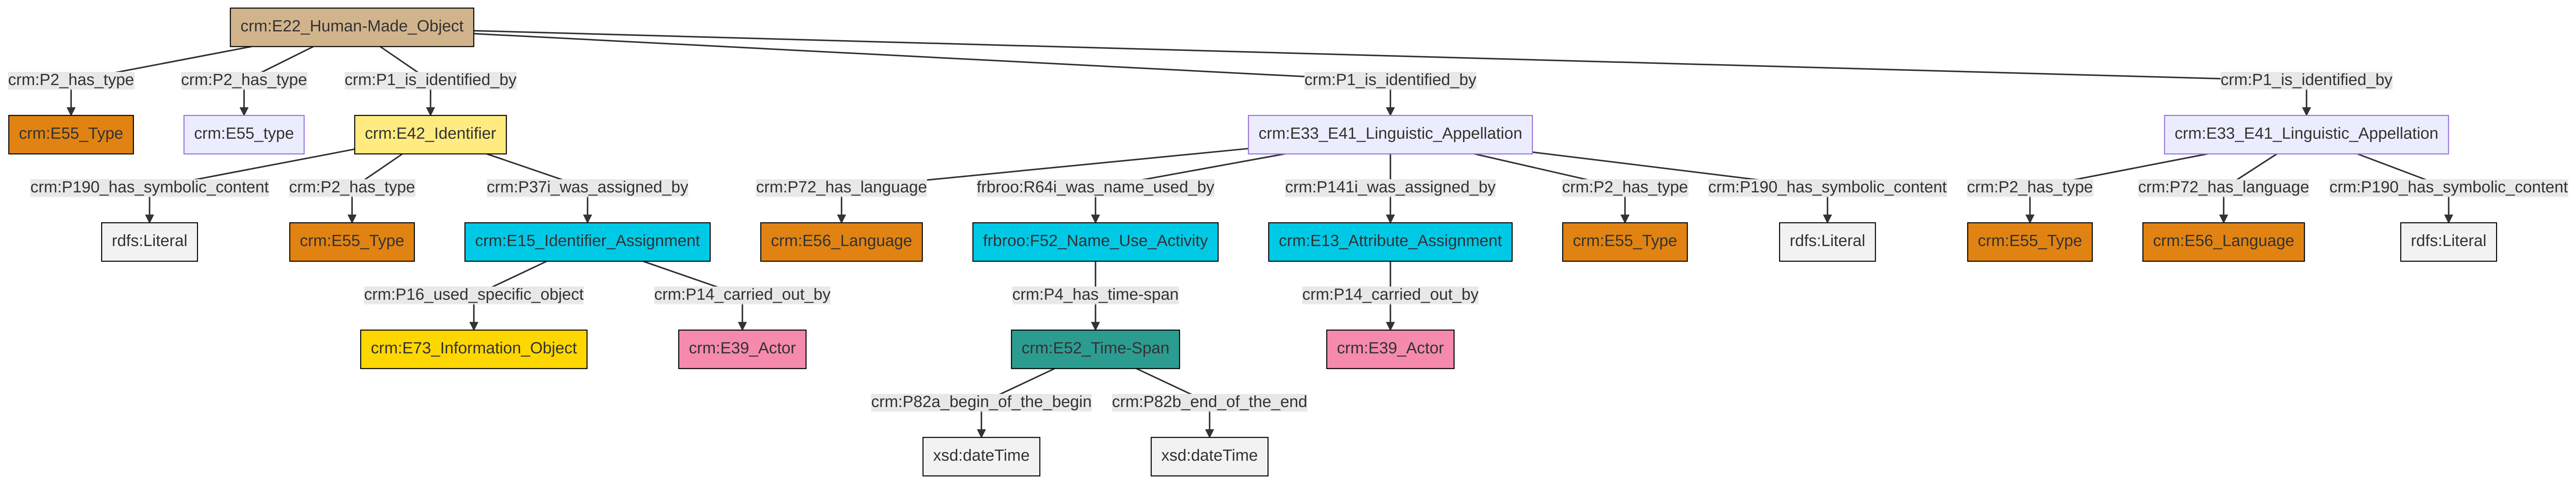 crm:E22_Human-Made_Object
crm:P2_has_type
crm:P2_has_type
crm:P1_is_identified_by
crm:P1_is_identified_by
crm:P1_is_identified_by
crm:E55_Type
crm:E55_type
crm:E42_Identifier
crm:E33_E41_Linguistic_Appellation
crm:E33_E41_Linguistic_Appellation
crm:P190_has_symbolic_content
crm:P2_has_type
crm:P37i_was_assigned_by
crm:P72_has_language
frbroo:R64i_was_name_used_by
crm:P141i_was_assigned_by
crm:P2_has_type
crm:P190_has_symbolic_content
crm:P2_has_type
crm:P72_has_language
crm:P190_has_symbolic_content
rdfs:Literal
crm:E55_Type
crm:E15_Identifier_Assignment
crm:E56_Language
frbroo:F52_Name_Use_Activity
crm:E13_Attribute_Assignment
crm:E55_Type
rdfs:Literal
crm:E55_Type
crm:E56_Language
rdfs:Literal
crm:P16_used_specific_object
crm:P14_carried_out_by
crm:P4_has_time-span
crm:P14_carried_out_by
crm:E73_Information_Object
crm:E39_Actor
crm:E52_Time-Span
crm:E39_Actor
crm:P82a_begin_of_the_begin
crm:P82b_end_of_the_end
xsd:dateTime
xsd:dateTime